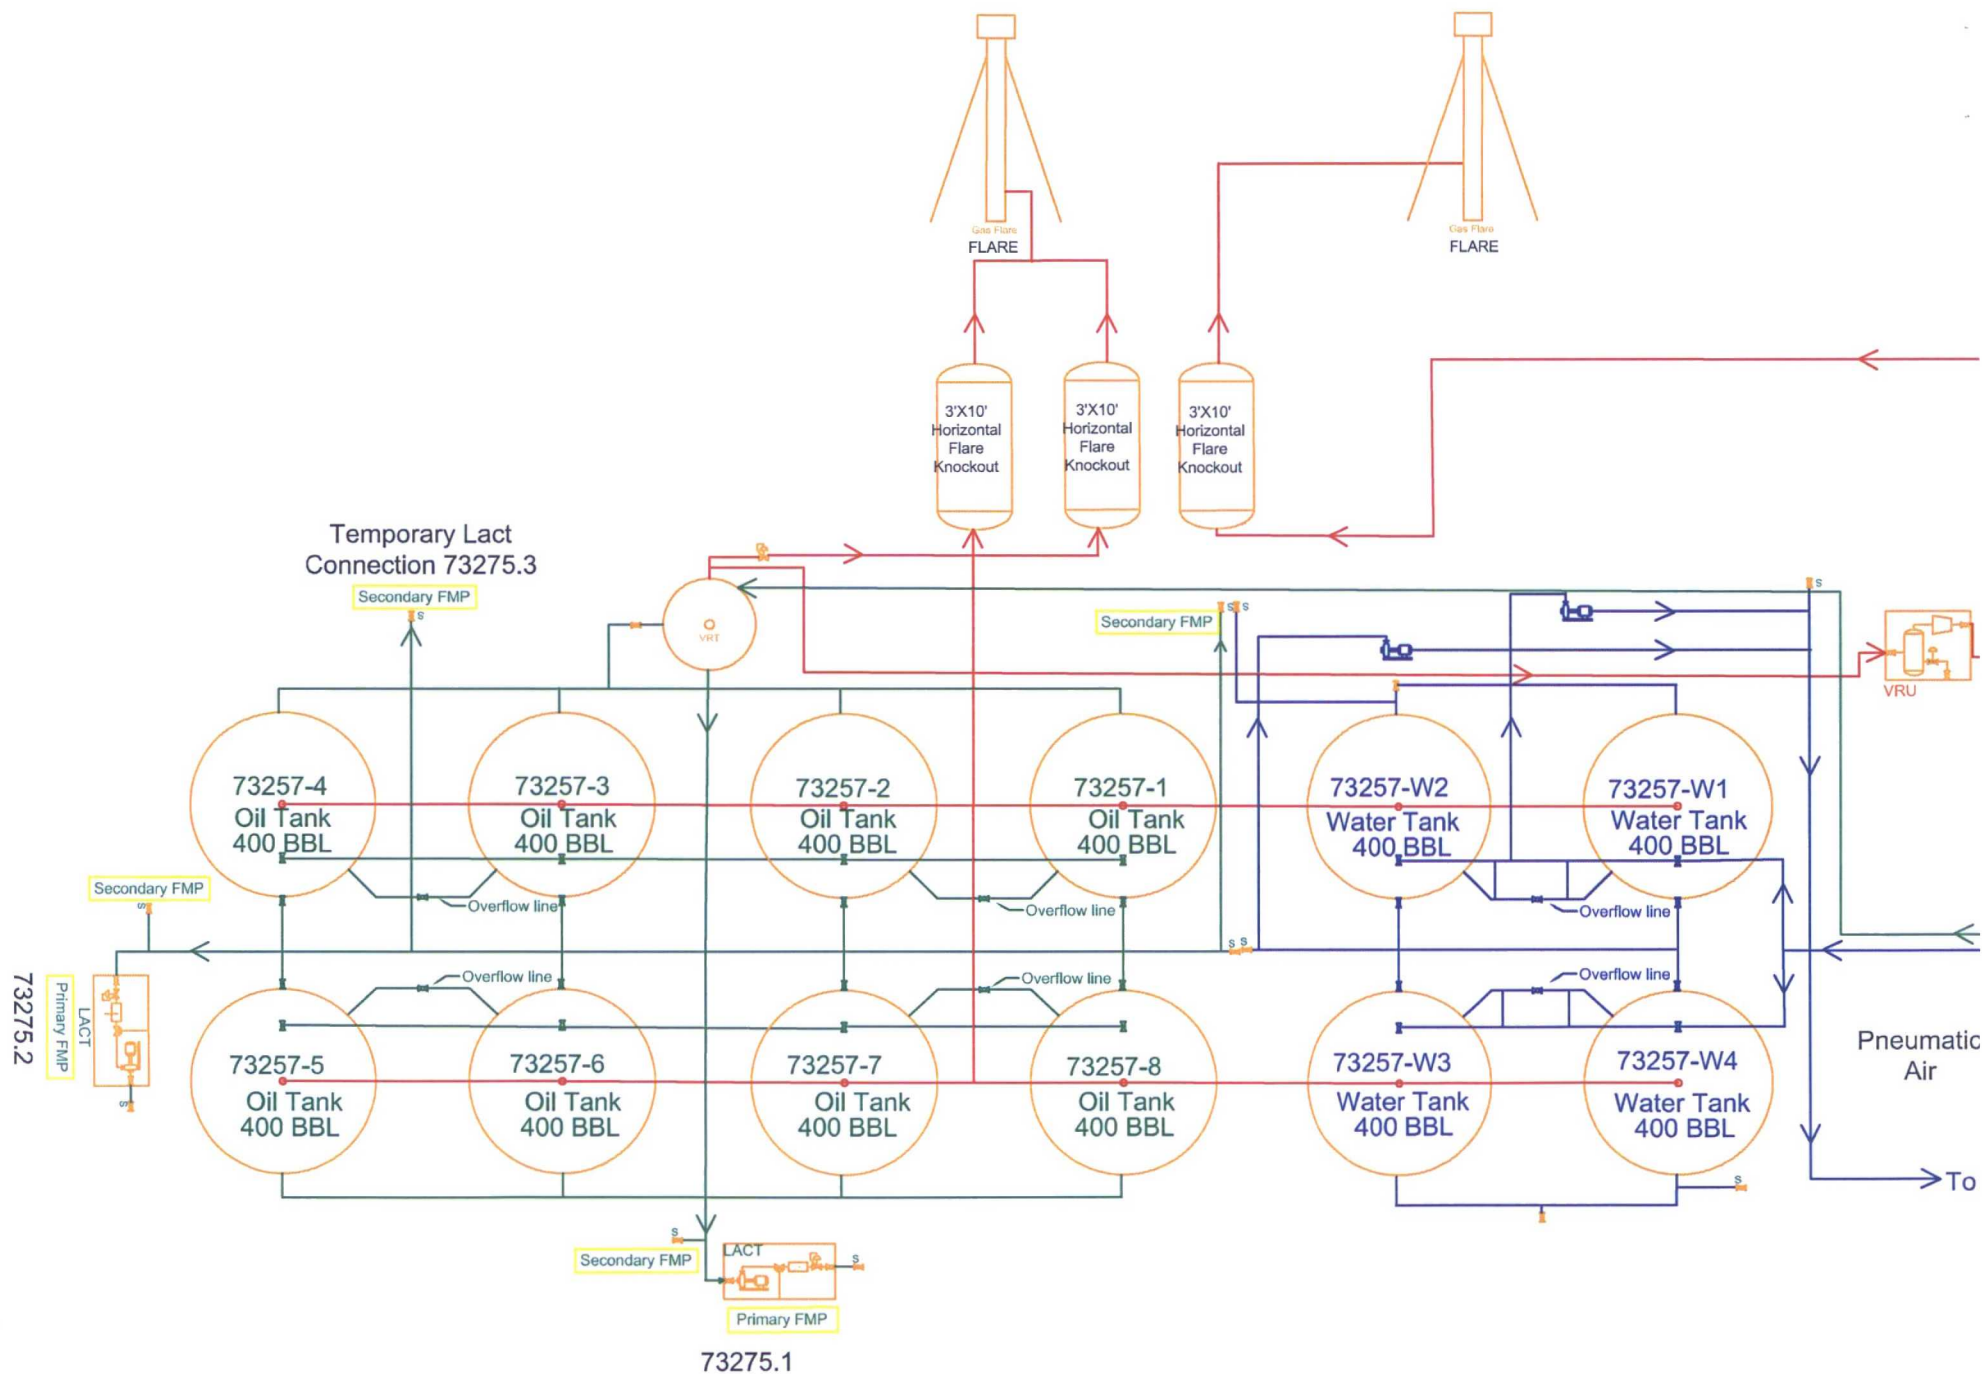 Gas Flare
FLARE
Gas Flare
FLARE
3'X10'
Horizontal
Flare
Knockout
3'X10'
Horizontal
Flare
Knockout
3'X10'
Horizontal
Flare
Knockout
Temporary Lact
Connection 73275.3
Secondary FMP
S
VRT
Secondary FMP
S
S
S
VRU
73257-4
Oil Tank
400 BBL
73257-3
Oil Tank
400 BBL
73257-2
Oil Tank
400 BBL
73257-1
Oil Tank
400 BBL
73257-W2
Water Tank
400 BBL
73257-W1
Water Tank
400 BBL
Secondary FMP
S
Overflow line
Overflow line
Overflow line
S
S
Overflow line
Overflow line
Overflow line
73275.2
Primary FMP
LACT
S
73257-5
Oil Tank
400 BBL
73257-6
Oil Tank
400 BBL
73257-7
Oil Tank
400 BBL
73257-8
Oil Tank
400 BBL
73257-W3
Water Tank
400 BBL
73257-W4
Water Tank
400 BBL
Pneumatic
Air
S
To
S
Secondary FMP
LACT
S
Primary FMP
73275.1